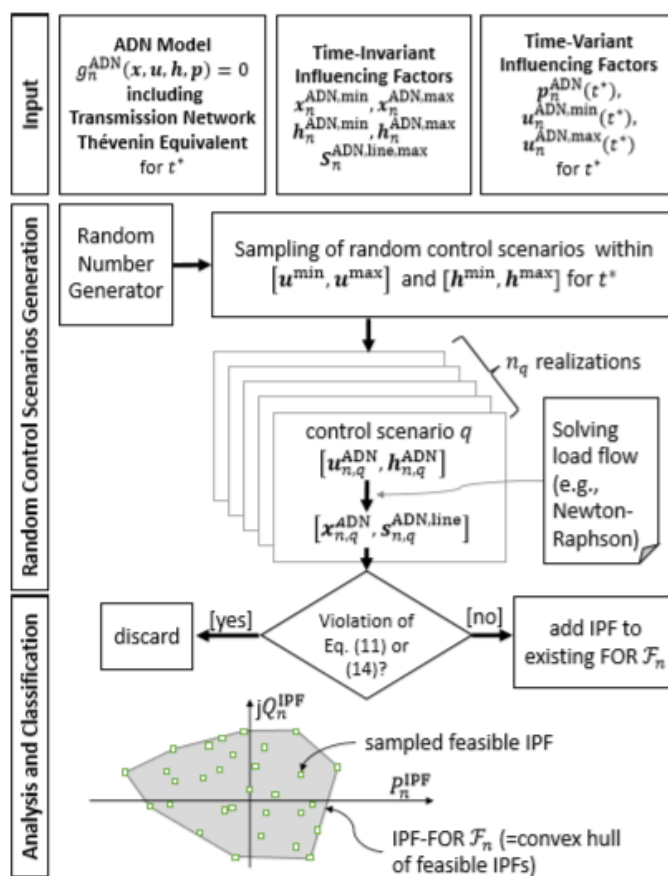 Input
ADN Model
g_n^ADN(x, u, h, p) = 0
including
Transmission Network
Thévenin Equivalent
for t*
Time-Invariant
Influencing Factors
x_n^ADN,min, x_n^ADN,max
h_n^ADN,min, h_n^ADN,max
s_n^ADN,line,max
Time-Variant
Influencing Factors
p_n^ADN(t*),
u_n^ADN,min(t*),
u_n^ADN,max(t*)
for t*
Random Control Scenarios Generation
Random
Number
Generator
Sampling of random control scenarios within
[u^min, u^max] and [h^min, h^max] for t*
n_q realizations
control scenario q
[u_n,q^ADN, h_n,q^ADN]
[x_n,q^ADN, s_n,q^ADN,line]
Solving
load flow
(e.g.,
Newton-
Raphson)
Analysis and Classification
discard
[yes]
Violation of
Eq. (11) or
(14)?
[no]
add IPF to
existing FOR ℱ_n
jQ_n^IPF
sampled feasible IPF
P_n^IPF
IPF-FOR ℱ_n (=convex hull
of feasible IPFs)